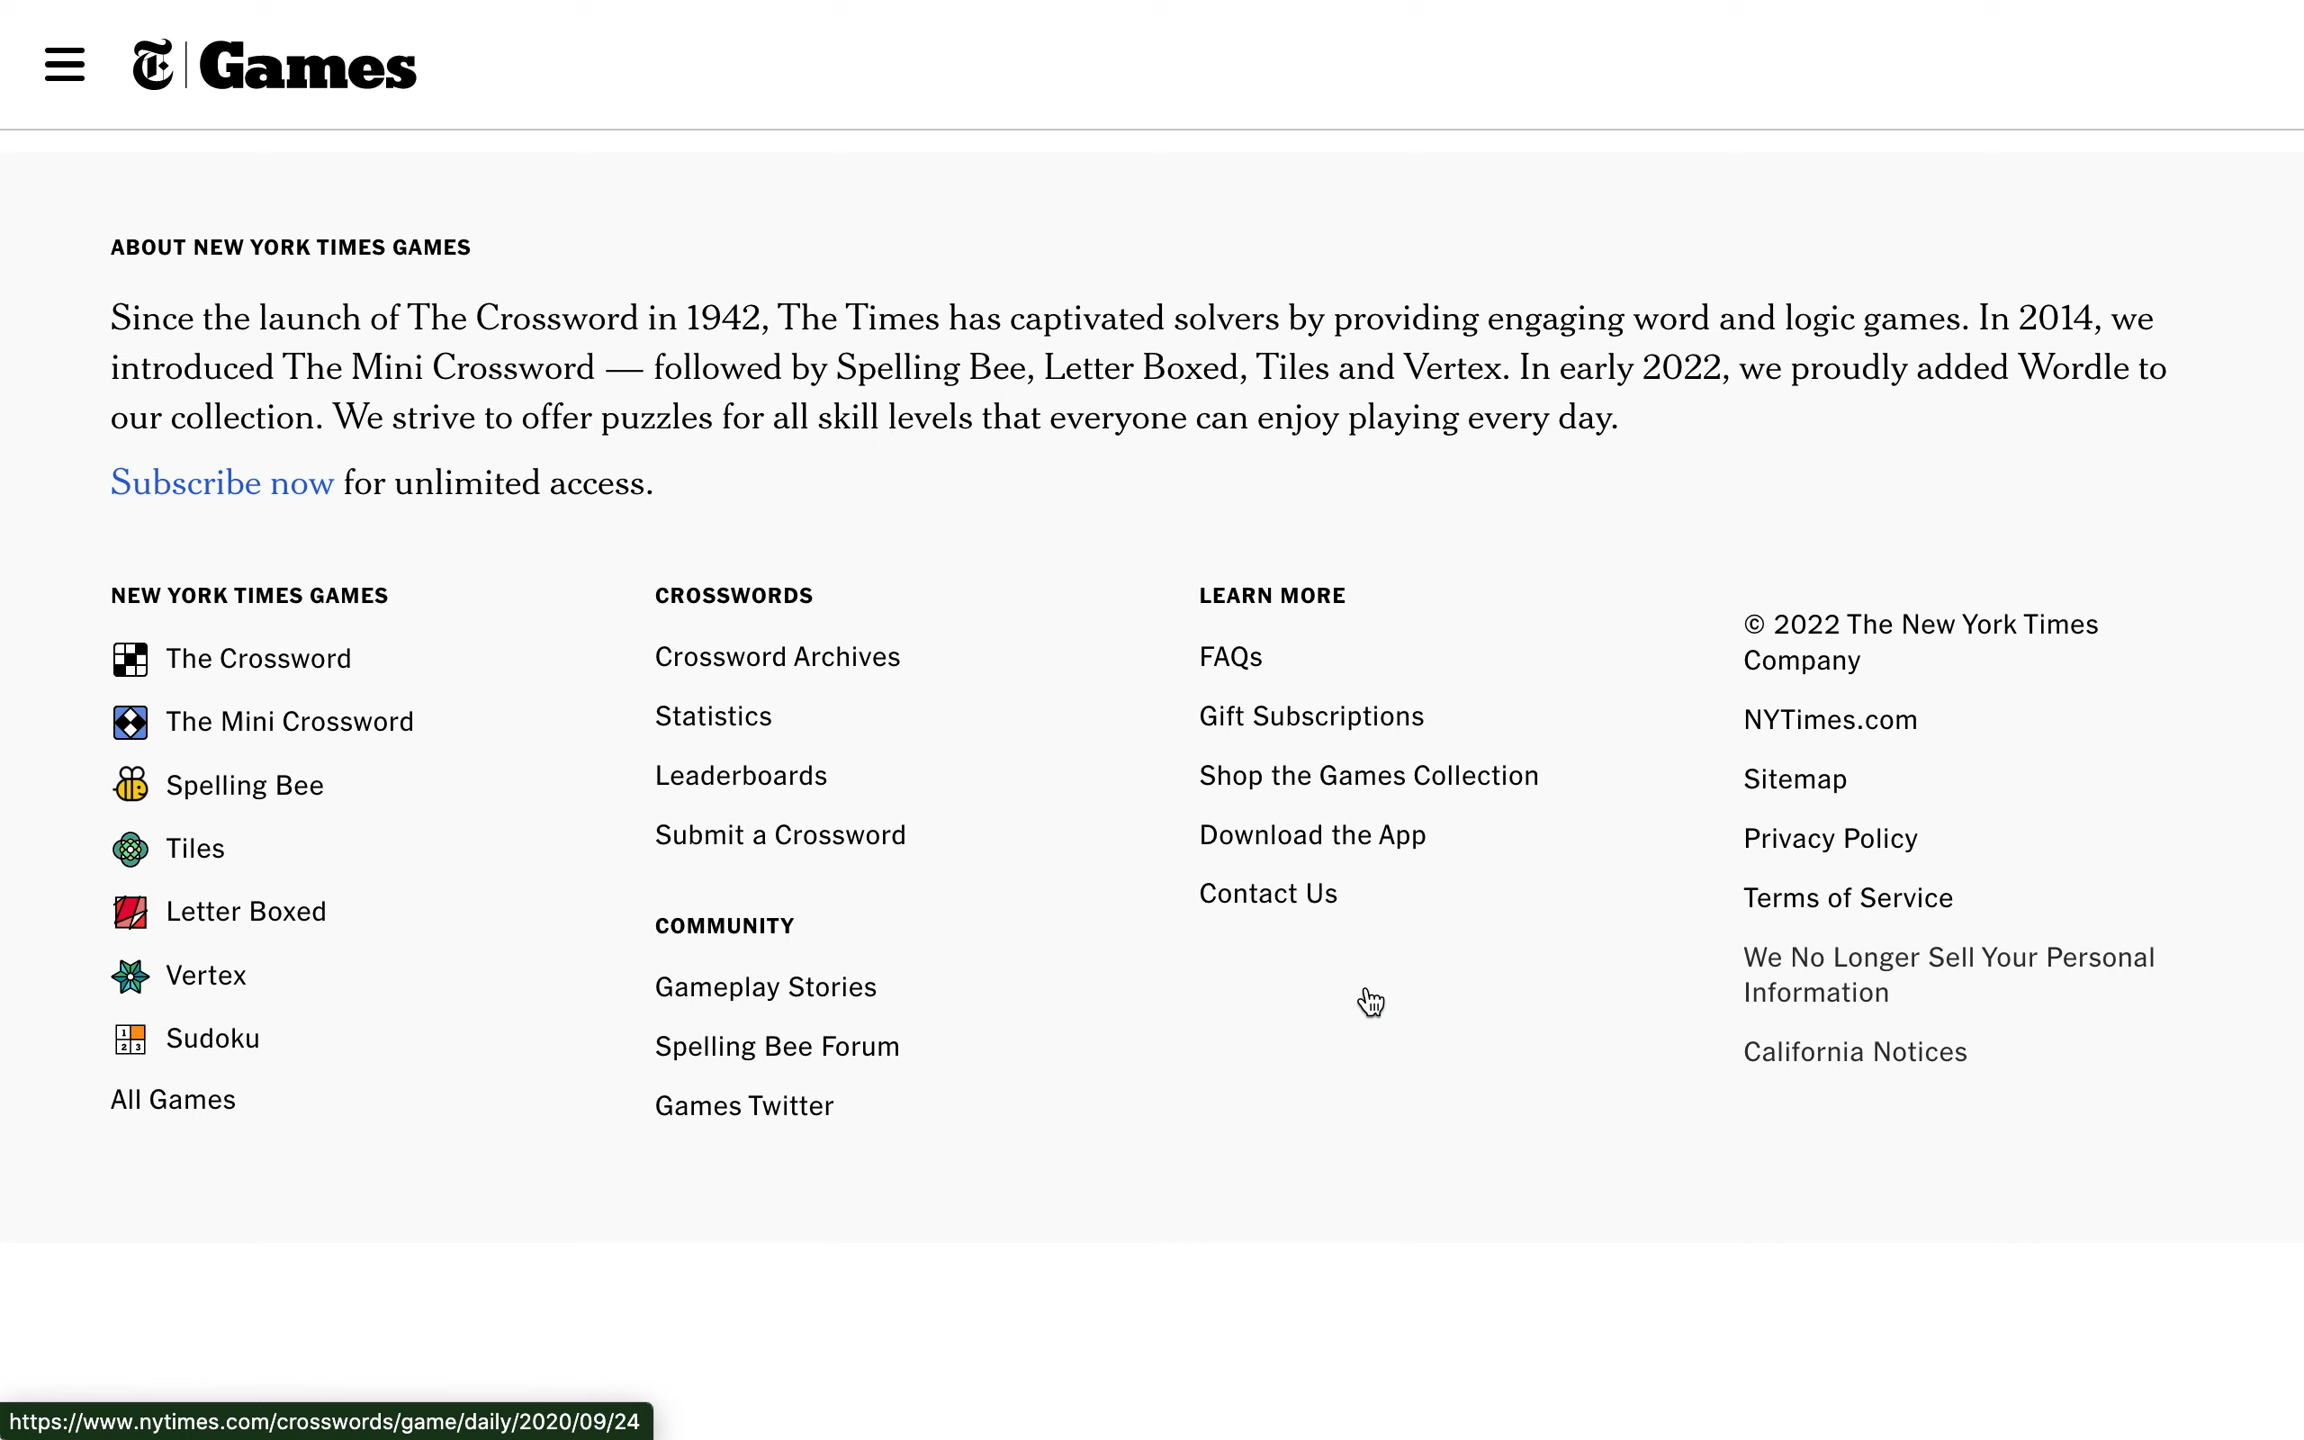 T Games
ABOUT NEW YORK TIMES GAMES
Since the launch of The Crossword in 1942, The Times has captivated solvers by providing engaging word and logic games. In 2014, we
introduced The Mini Crossword — followed by Spelling Bee, Letter Boxed, Tiles and Vertex. In early 2022, we proudly added Wordle to
our collection. We strive to offer puzzles for all skill levels that everyone can enjoy playing every day.
Subscribe now for unlimited access.
NEW YORK TIMES GAMES
The Crossword
The Mini Crossword
Spelling Bee
Tiles
Letter Boxed
Vertex
1
2 3
Sudoku
All Games
CROSSWORDS
Crossword Archives
Statistics
Leaderboards
Submit a Crossword
COMMUNITY
Gameplay Stories
Spelling Bee Forum
Games Twitter
LEARN MORE
FAQs
Gift Subscriptions
Shop the Games Collection
Download the App
Contact Us
© 2022 The New York Times
Company
NYTimes.com
Sitemap
Privacy Policy
Terms of Service
We No Longer Sell Your Personal
Information
California Notices
https://www.nytimes.com/crosswords/game/daily/2020/09/24